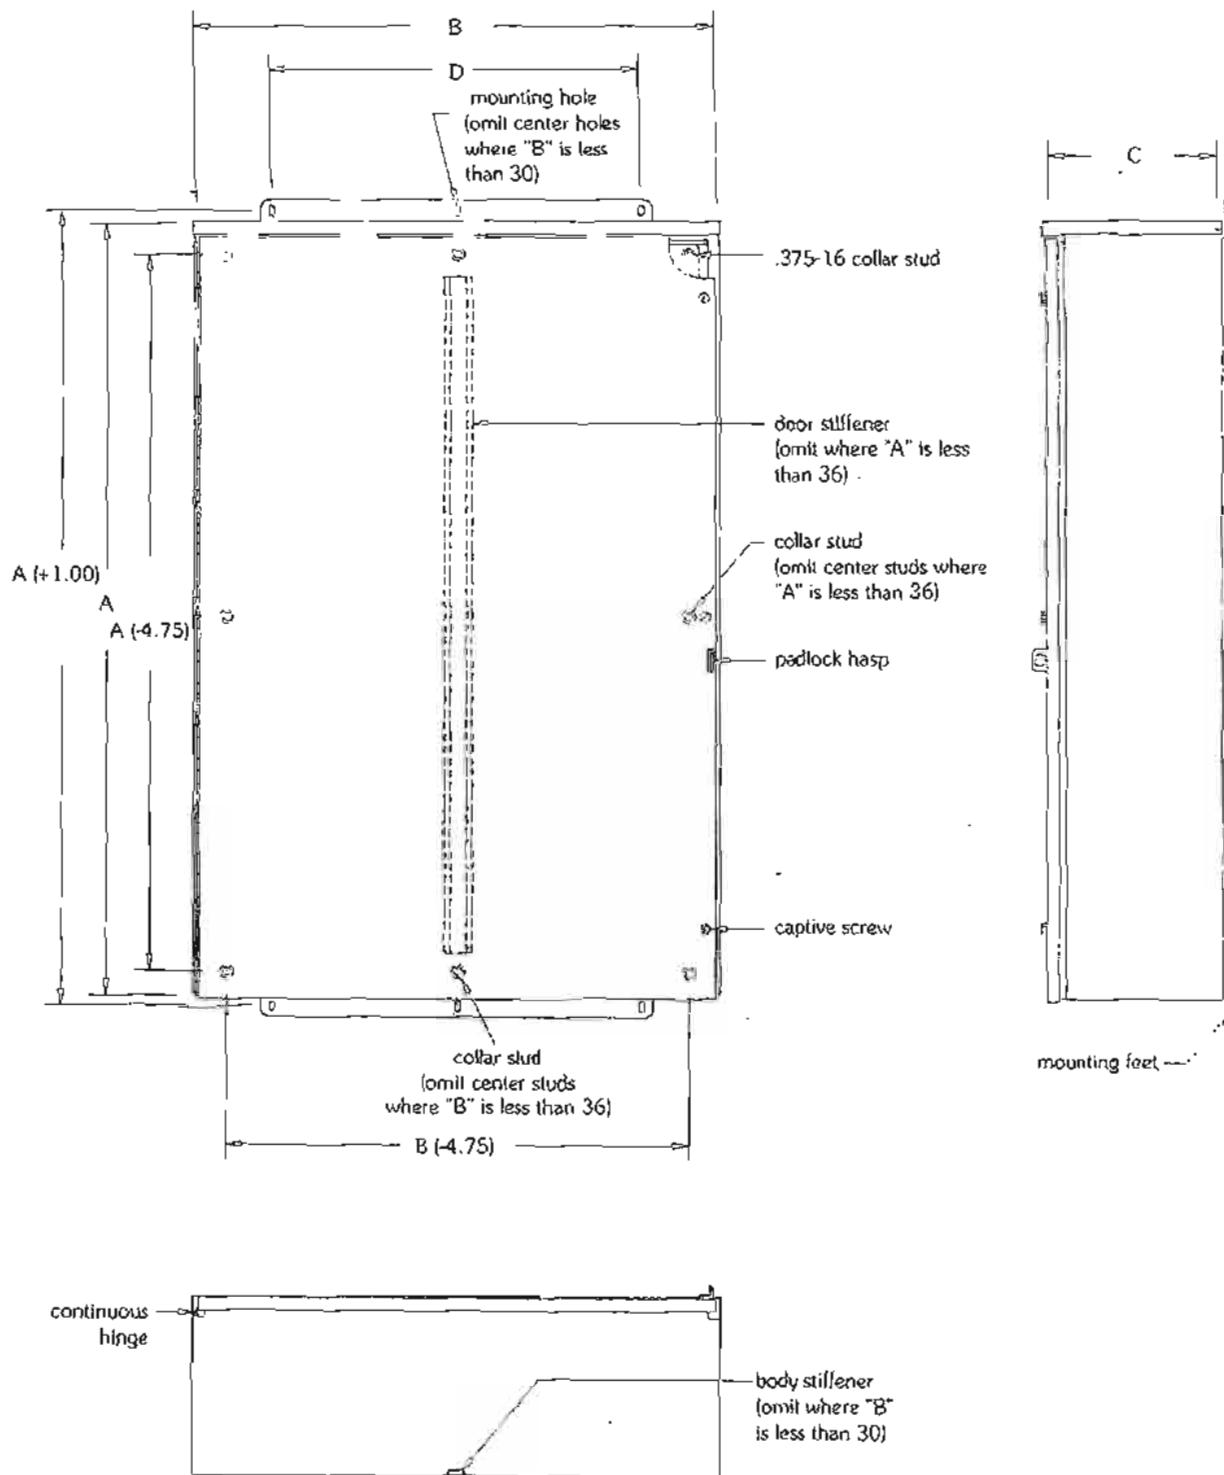 B
D
mounting hole
(omit center holes
where "B" is less
than 30)
C
.375-16 collar stud
door stiffener
(omit where "A" is less
than 36)
collar stud
(omit center studs where
"A" is less than 36)
A (+1.00)
A
A (-4.75)
padlock hasp
captive screw
collar stud
(omit center studs
where "B" is less than 36)
mounting feet
B (-4.75)
continuous
hinge
body stiffener
(omit where "B"
is less than 30)